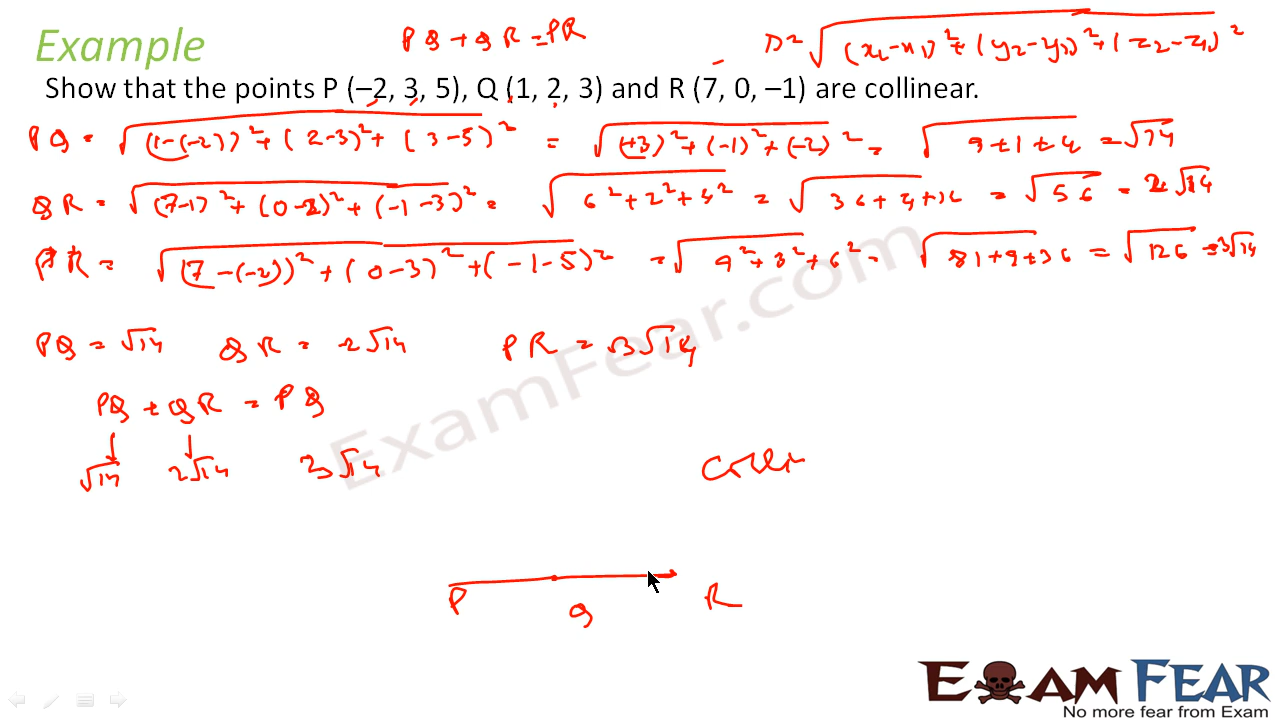 Example
PQ + QR = PR
D = √(x₂-x₁)² + (y₂-y₁)² + (z₂-z₁)²
Show that the points P (–2, 3, 5), Q (1, 2, 3) and R (7, 0, –1) are collinear.
PQ = √(1-(-2))² + (2-3)² + (3-5)² = √(+3)² + (-1)² + (-2)² = √9+1+4 = √14
QR = √(7-1)² + (0-2)² + (-1-3)² = √6² + 2² + 4² = √36+4+16 = √56 = 2√14
PR = √(7-(-2))² + (0-3)² + (-1-5)² = √9² + 3² + 6² = √81+9+36 = √126 = 3√14
PQ = √14 QR = 2√14 PR = 3√14
PQ + QR = PQ
√14 2√14 3√14
Colli
P Q R
ExamFear.com
EXAM FEAR
No more fear from Exam